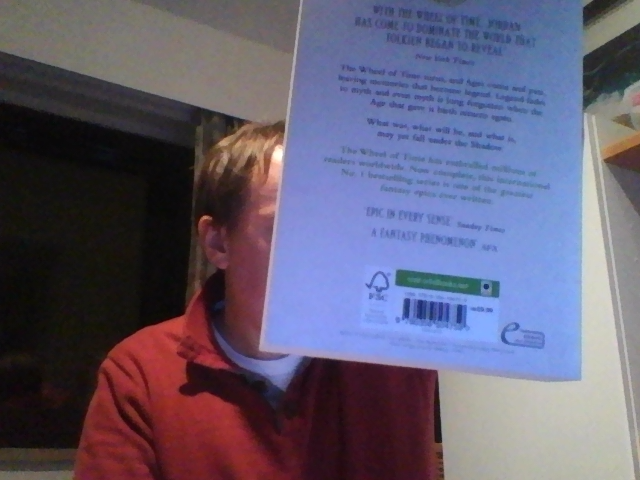 WITH THE WHEEL OF TIME, JORDAN
HAS COME TO DOMINATE THE WORLD THAT
TOLKIEN BEGAN TO REVEAL
New York Times
The Wheel of Time turns, and Ages come and pass,
leaving memories that become legend. Legend fades
to myth and even myth is long forgotten when the
Age that gave it birth returns again.
What was, what will be, and what is,
may yet fall under the Shadow
The Wheel of Time has enthralled millions of
readers worldwide. Now complete, this international
No. 1 bestselling series is one of the greatest
fantasy epics ever written.
'EPIC IN EVERY SENSE' Sunday Times
'A FANTASY PHENOMENON' SFX
FSC